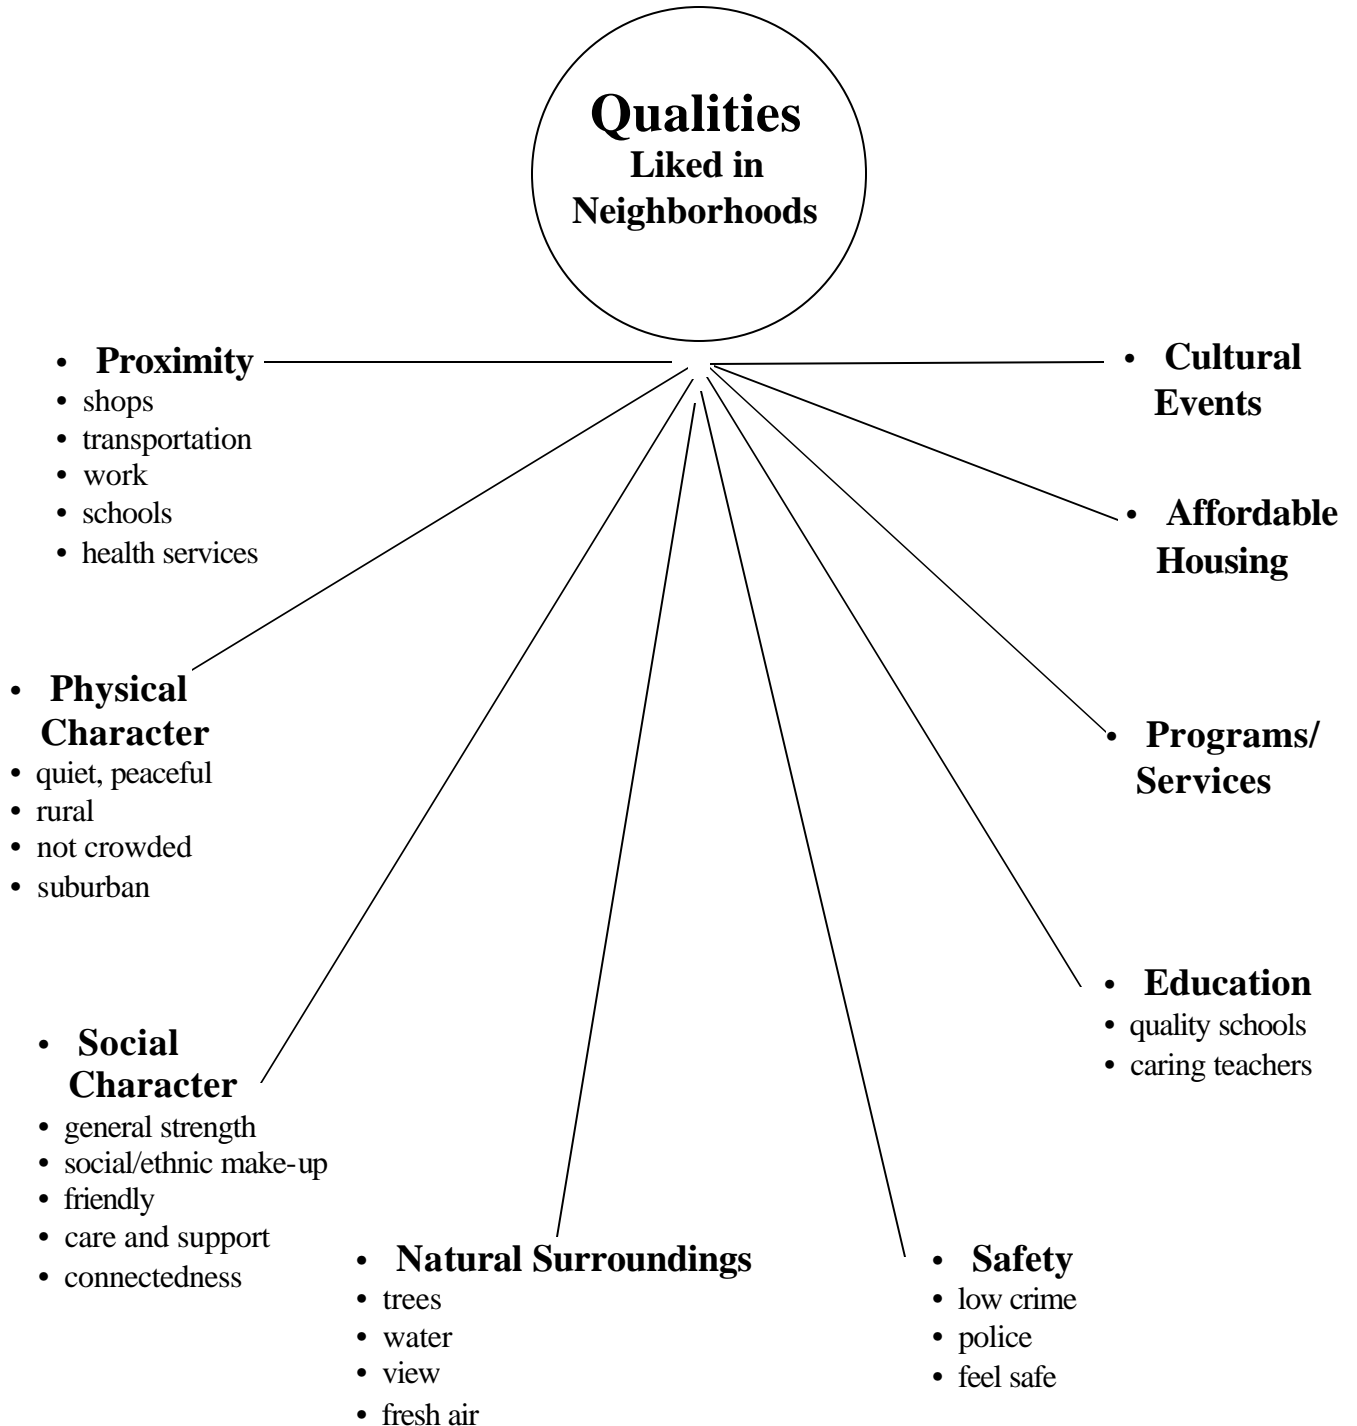 Qualities
Liked in
Neighborhoods
• Proximity
• shops
• transportation
• work
• schools
• health services
• Physical
Character
• quiet, peaceful
• rural
• not crowded
• suburban
• Social
Character
• general strength
• social/ethnic make-up
• friendly
• care and support
• connectedness
• Natural Surroundings
• trees
• water
• view
• fresh air
• Safety
• low crime
• police
• feel safe
• Education
• quality schools
• caring teachers
• Programs/
Services
• Affordable
Housing
• Cultural
Events